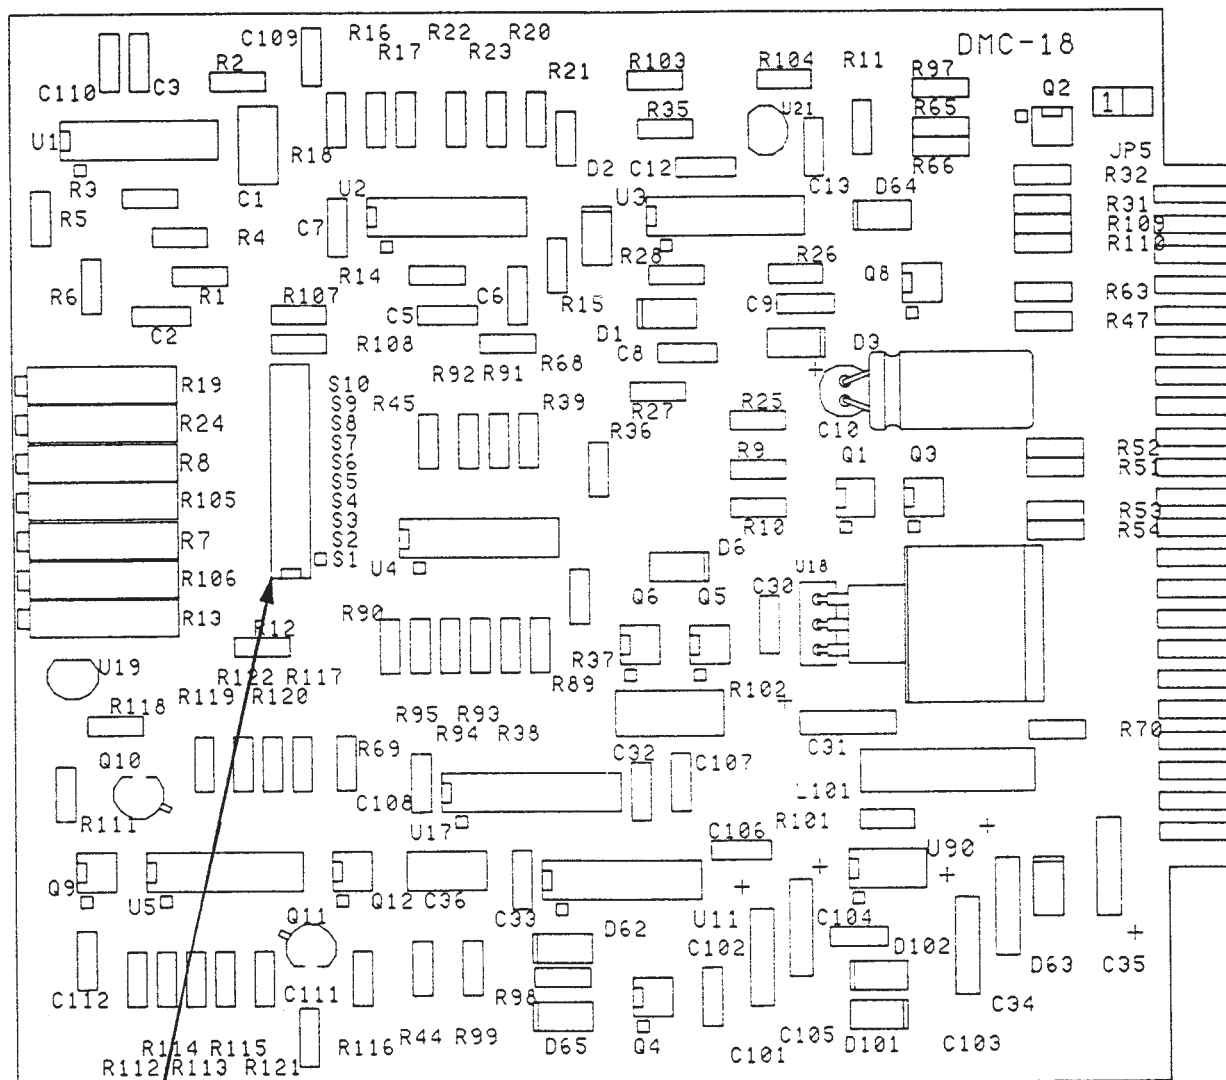 R16 R22 R20
C109 R17 R23 DMC-18
R2 R21 R103 R104 R11 R97 Q2
C110 C3 R35 U21 R65 1
U1 R18 D2 C12 R66 JP5
R3 C1 U2 U3 C13 D64 R32
R5 R4 C7 R31
R109
R28 R26 R110
R6 R1 R107 R14 C6 R15 C9 Q8 R63
C2 C5 D1 R47
R108 R68 C8 D3
R92 R91
R19 S10 R45 R39 R27 R25
R24 S9 R36 C10
S8
S7 R9 Q1 Q3 R52
R8 S6 R51
S5
R105 S4 R53
S3 R10 R54
R7 S2 D6
S1 U4 U18
R106 C30
R13 R90 Q6 Q5
R12
U19 R122 R117 R37
R119 R120 R89 R102
R118 R95 R93 R70
R94 R38 C32 C31
Q10 R69 C107
C108 L101
R111 U17 C106 R101
U90
Q9 U5 Q12 C36
Q11 C33 D62 U11 C104
C102 D102
C112 C111 R98 D63 C35
C34
R114 R115 R116 R44 R99 D65 Q4 C105 D101 C103
R112 R113 R121 C101